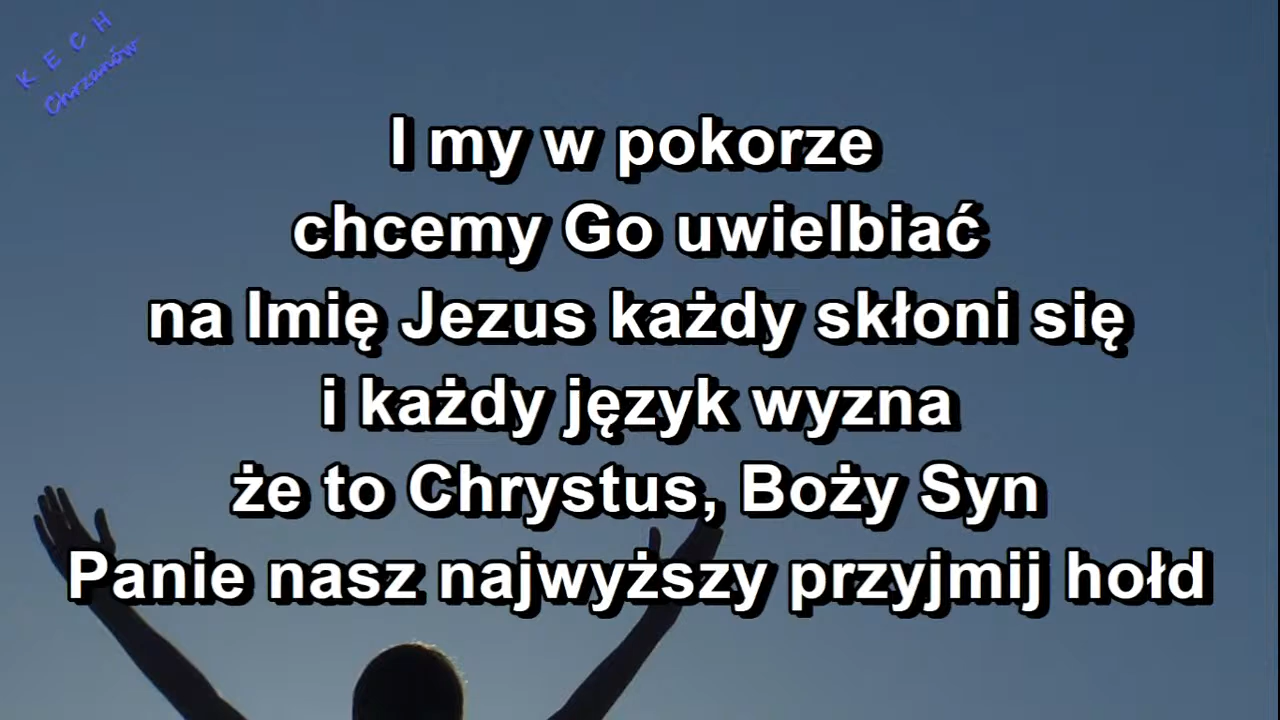 K E C H
Chrzanów
I my w pokorze
chcemy Go uwielbiać
na Imię Jezus każdy skłoni się
i każdy język wyzna
że to Chrystus, Boży Syn
Panie nasz najwyższy przyjmij hołd